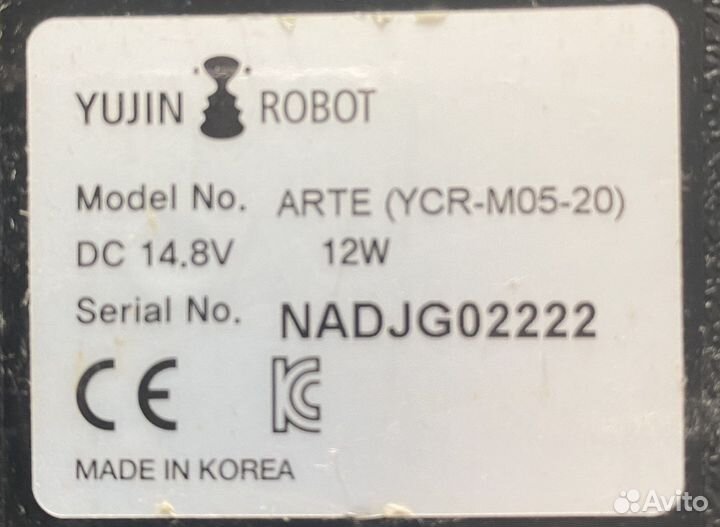 YUJIN ROBOT
Model No. ARTE (YCR-M05-20)
DC 14.8V 12W
Serial No. NADJG02222
CE KC
MADE IN KOREA
Avito